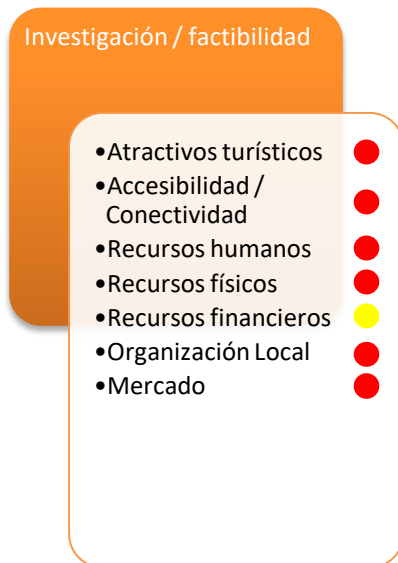 Investigación / factibilidad
•Atractivos turísticos
•Accesibilidad /
Conectividad
•Recursos humanos
•Recursos físicos
•Recursos financieros
•Organización Local
•Mercado